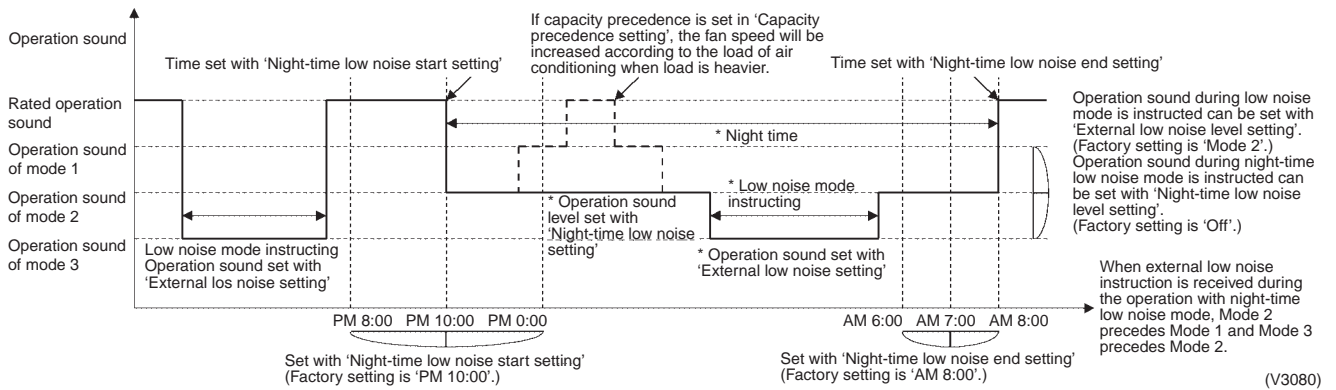 Operation sound
If capacity precedence is set in ‘Capacity
precedence setting’, the fan speed will be
increased according to the load of air
conditioning when load is heavier.
Time set with ‘Night-time low noise start setting’
Time set with ‘Night-time low noise end setting’
Rated operation
sound
Operation sound
of mode 1
Operation sound
of mode 2
Operation sound
of mode 3
* Night time
* Low noise mode
instructing
* Operation sound
level set with
‘Night-time low noise
setting’
* Operation sound set with
‘External low noise setting’
Low noise mode instructing
Operation sound set with
‘External los noise setting’
Operation sound during low noise
mode is instructed can be set with
‘External low noise level setting’.
(Factory setting is ‘Mode 2’.)
Operation sound during night-time
low noise mode is instructed can
be set with ‘Night-time low noise
level setting’.
(Factory setting is ‘Off’.)
When external low noise
instruction is received during
the operation with night-time
low noise mode, Mode 2
precedes Mode 1 and Mode 3
precedes Mode 2.
PM 8:00 PM 10:00 PM 0:00
AM 6:00 AM 7:00 AM 8:00
Set with ‘Night-time low noise start setting’
(Factory setting is ‘PM 10:00’.)
Set with ‘Night-time low noise end setting’
(Factory setting is ‘AM 8:00’.)
(V3080)